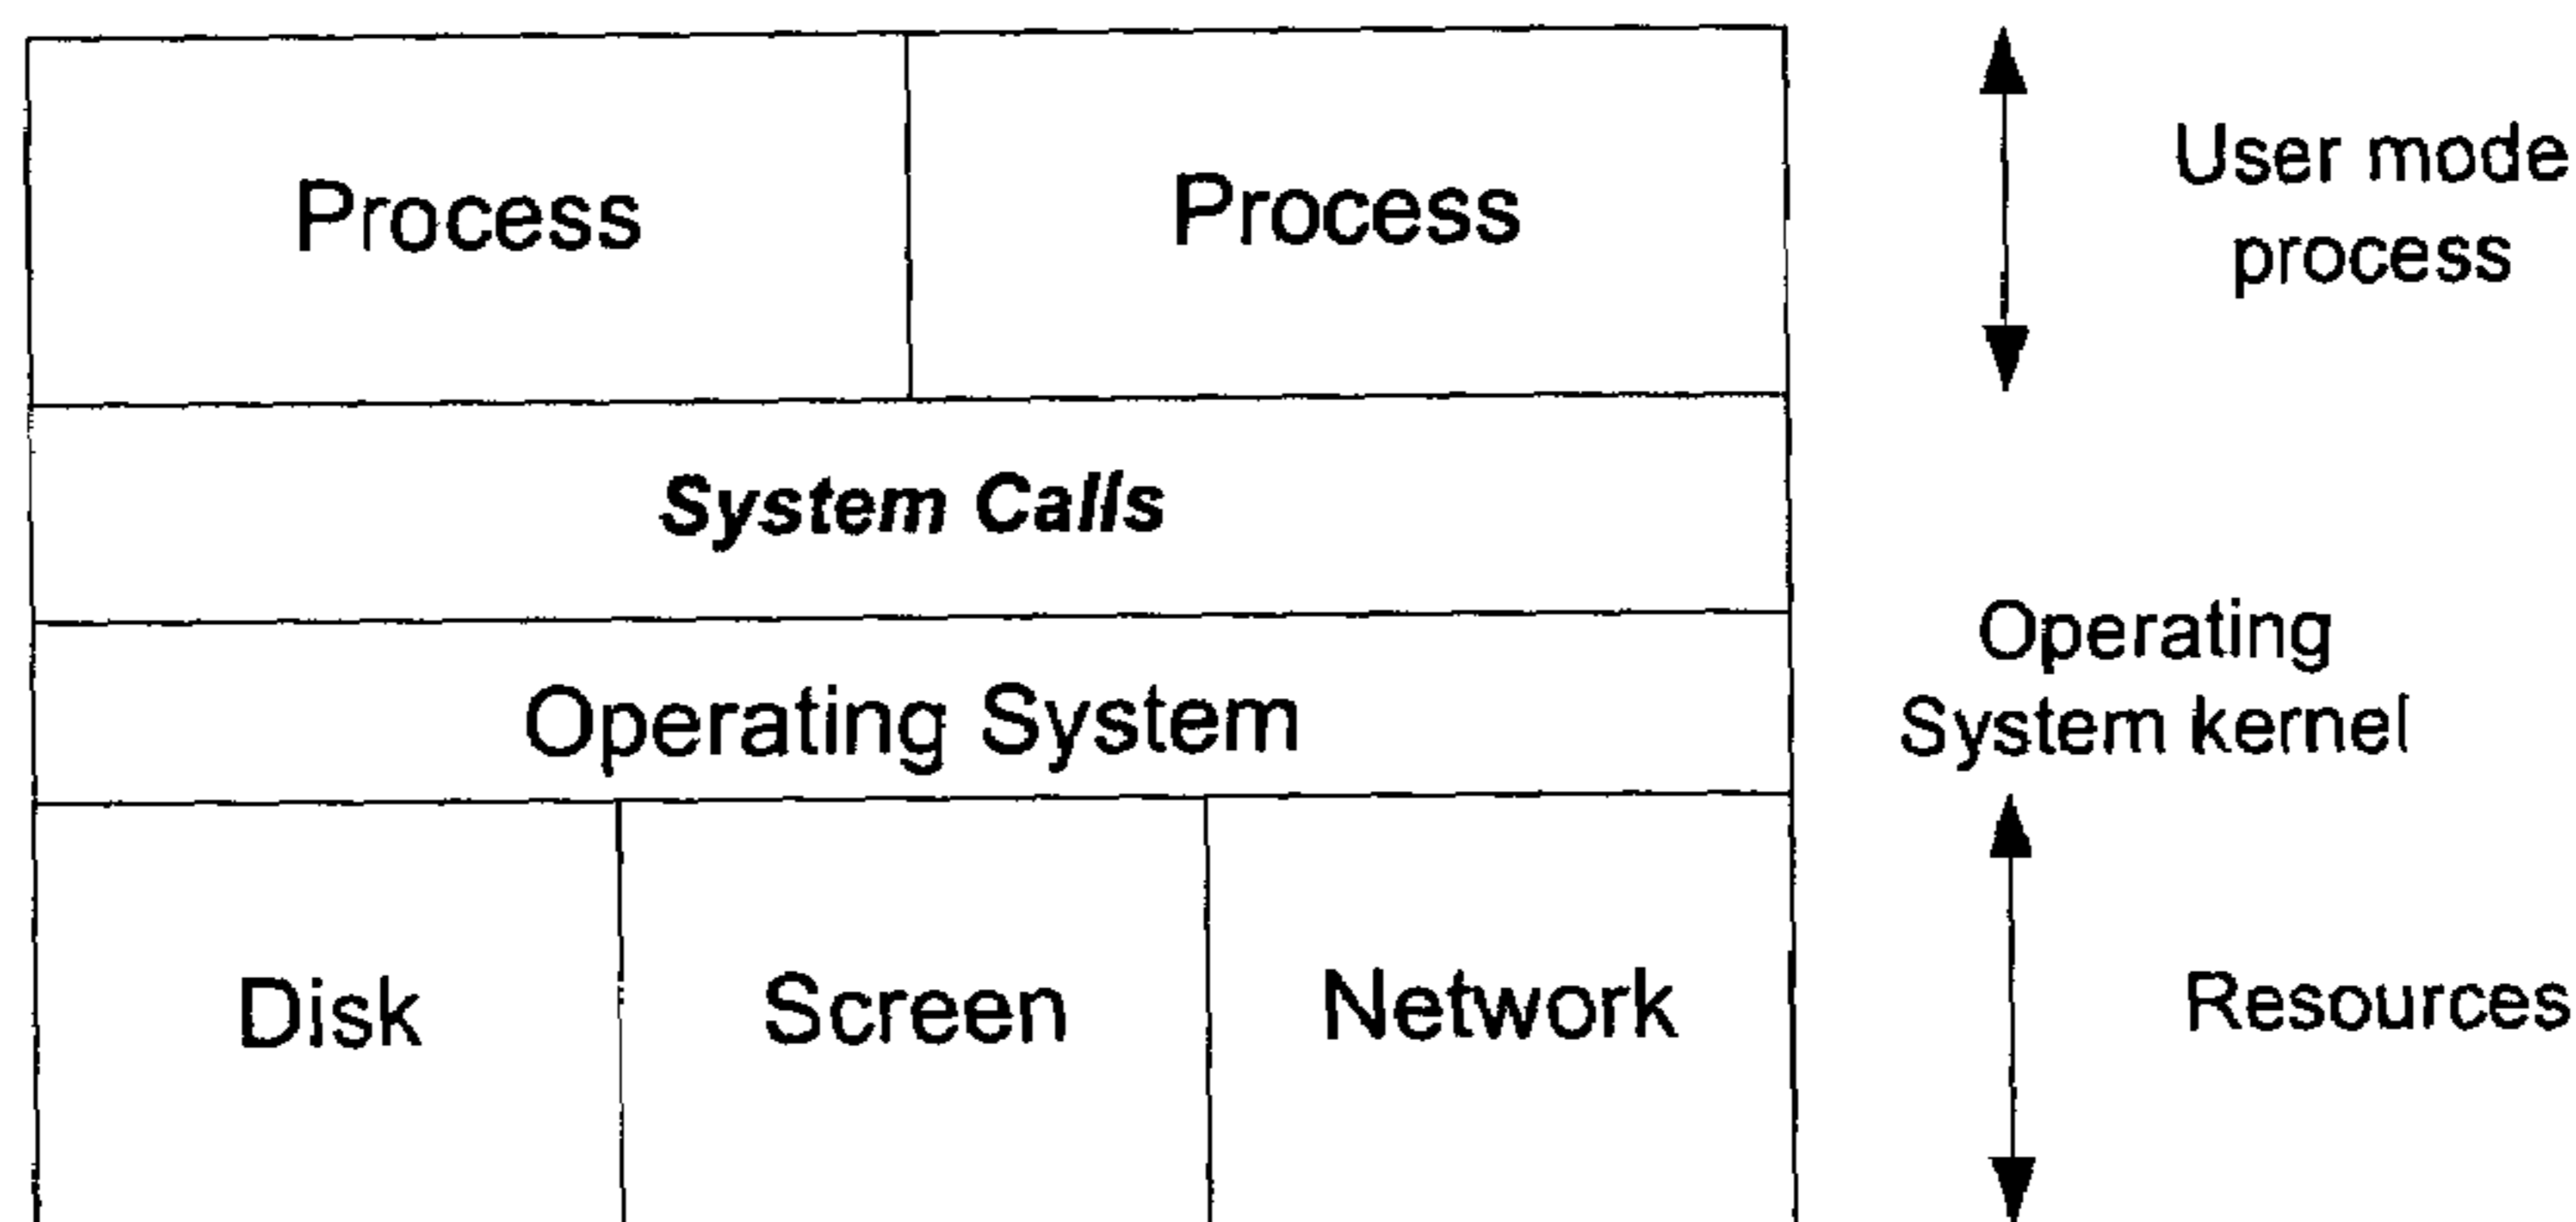 Process
Process
User mode
process
System Calls
Operating System
Operating
System kernel
Disk
Screen
Network
Resources